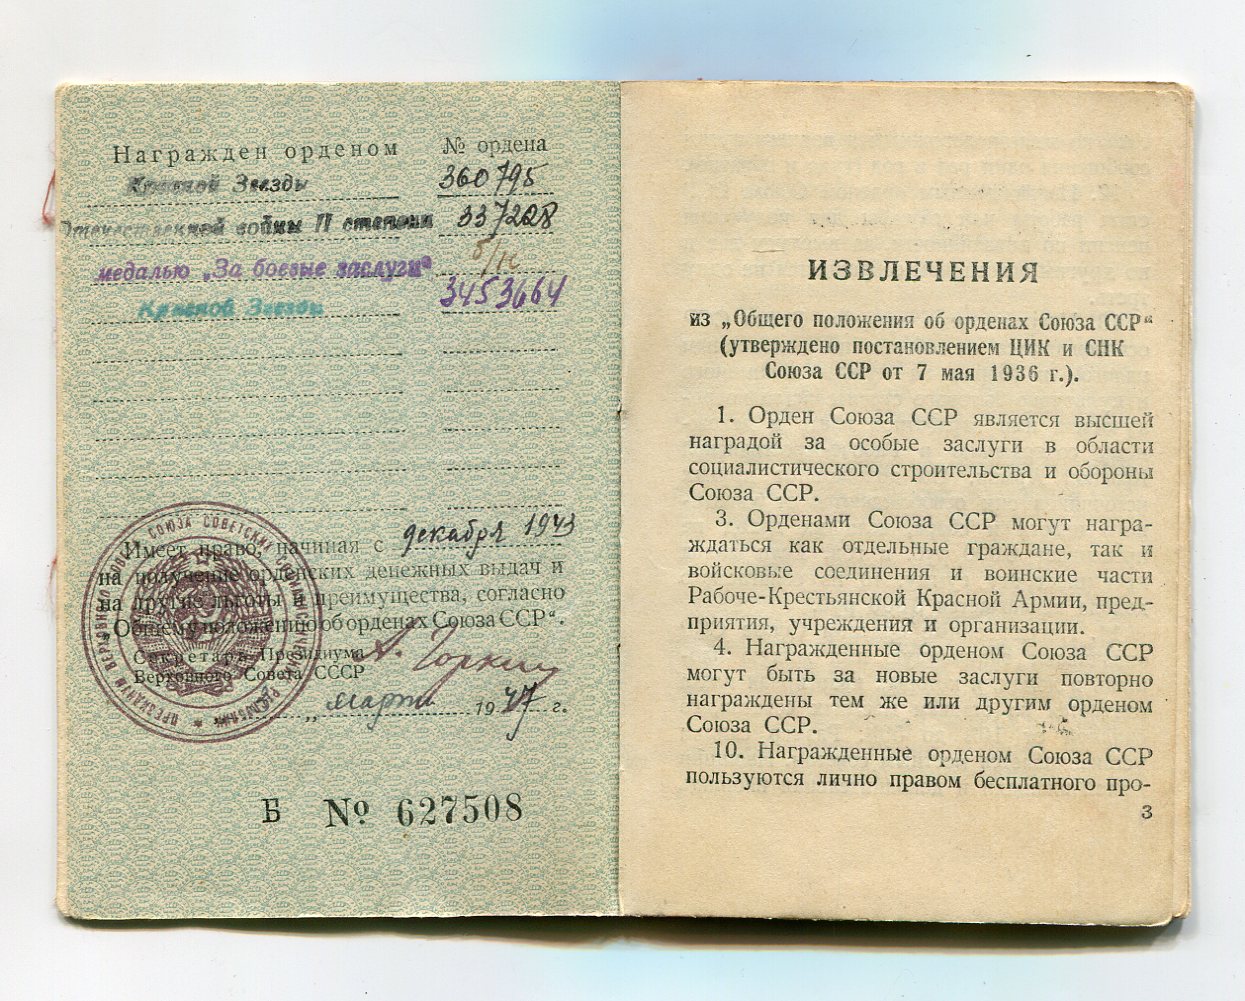 Награжден орденом № ордена
Красной Звезды 360795
Отечественной войны II степени 337228
медалью „За боевые заслуги“ б/н
Красной Звезды 3453664
Имеет право, начиная с декабря 1943
на получение орденских денежных выдач и
на другие льготы и преимущества, согласно
„Общему положению об орденах Союза ССР“.
Секретарь Президиума
Верховного Совета СССР А. Горкин
„ марта 1947 г.
ПРЕЗИДИУМ ВЕРХОВНОГО СОВЕТА СОЮЗА СОВЕТСКИХ
Б № 627508
ИЗВЛЕЧЕНИЯ
из „Общего положения об орденах Союза ССР“
(утверждено постановлением ЦИК и СНК
Союза ССР от 7 мая 1936 г.).
1. Орден Союза ССР является высшей
наградой за особые заслуги в области
социалистического строительства и обороны
Союза ССР.
3. Орденами Союза ССР могут награ-
ждаться как отдельные граждане, так и
войсковые соединения и воинские части
Рабоче-Крестьянской Красной Армии, пред-
приятия, учреждения и организации.
4. Награжденные орденом Союза ССР
могут быть за новые заслуги повторно
награждены тем же или другим орденом
Союза ССР.
10. Награжденные орденом Союза ССР
пользуются лично правом бесплатного про-
3